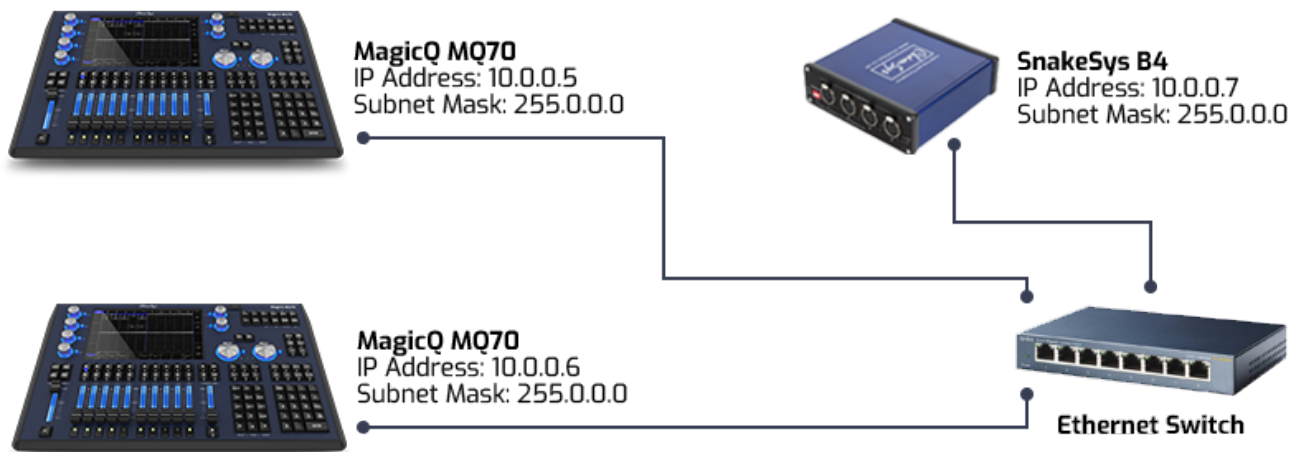 MagicQ MQ70
IP Address: 10.0.0.5
Subnet Mask: 255.0.0.0
SnakeSys B4
IP Address: 10.0.0.7
Subnet Mask: 255.0.0.0
MagicQ MQ70
IP Address: 10.0.0.6
Subnet Mask: 255.0.0.0
Ethernet Switch